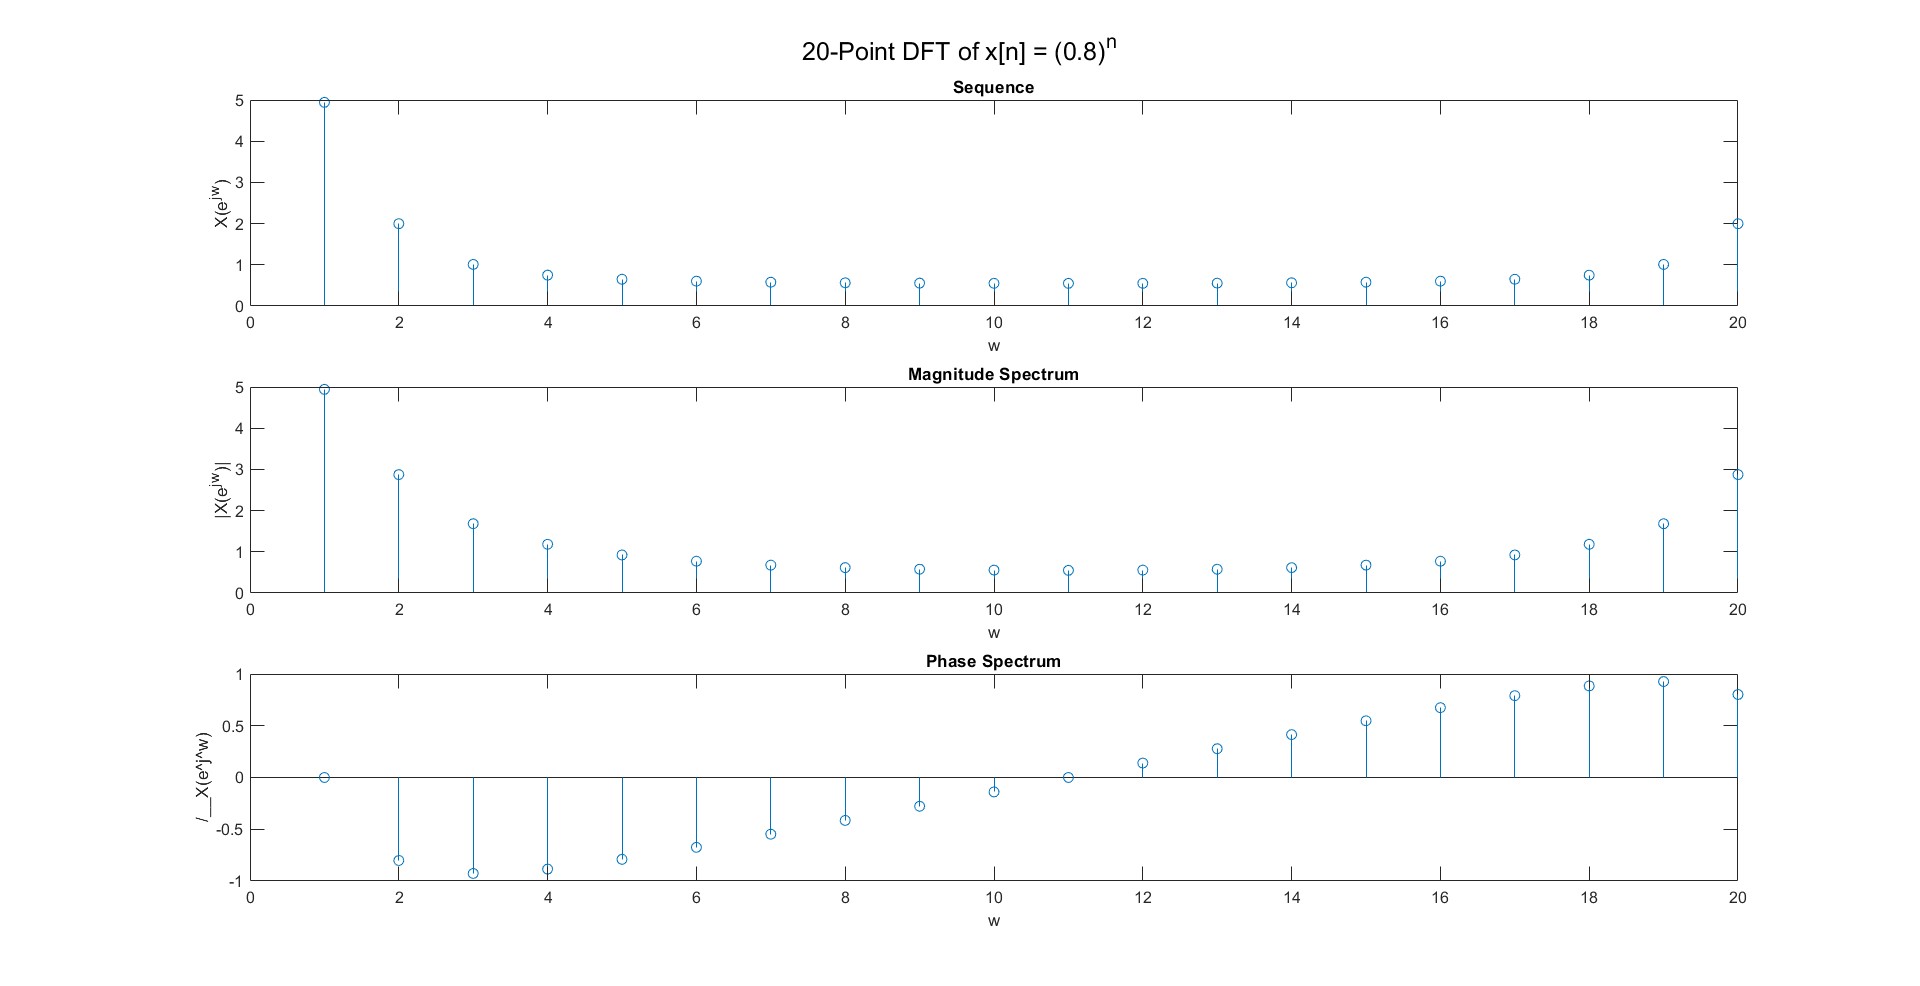 20-Point DFT of x[n] = (0.8)^n
Sequence
X(e^jw)
5
4
3
2
1
0
0 2 4 6 8 10 12 14 16 18 20
w
Magnitude Spectrum
|X(e^jw)|
5
4
3
2
1
0
0 2 4 6 8 10 12 14 16 18 20
w
Phase Spectrum
/__X(e^j^w)
1
0.5
0
-0.5
-1
0 2 4 6 8 10 12 14 16 18 20
w